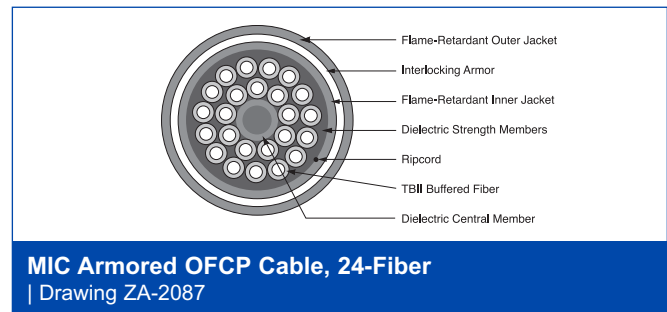 Flame-Retardant Outer Jacket
Interlocking Armor
Flame-Retardant Inner Jacket
Dielectric Strength Members
Ripcord
TBII Buffered Fiber
Dielectric Central Member
MIC Armored OFCP Cable, 24-Fiber
| Drawing ZA-2087